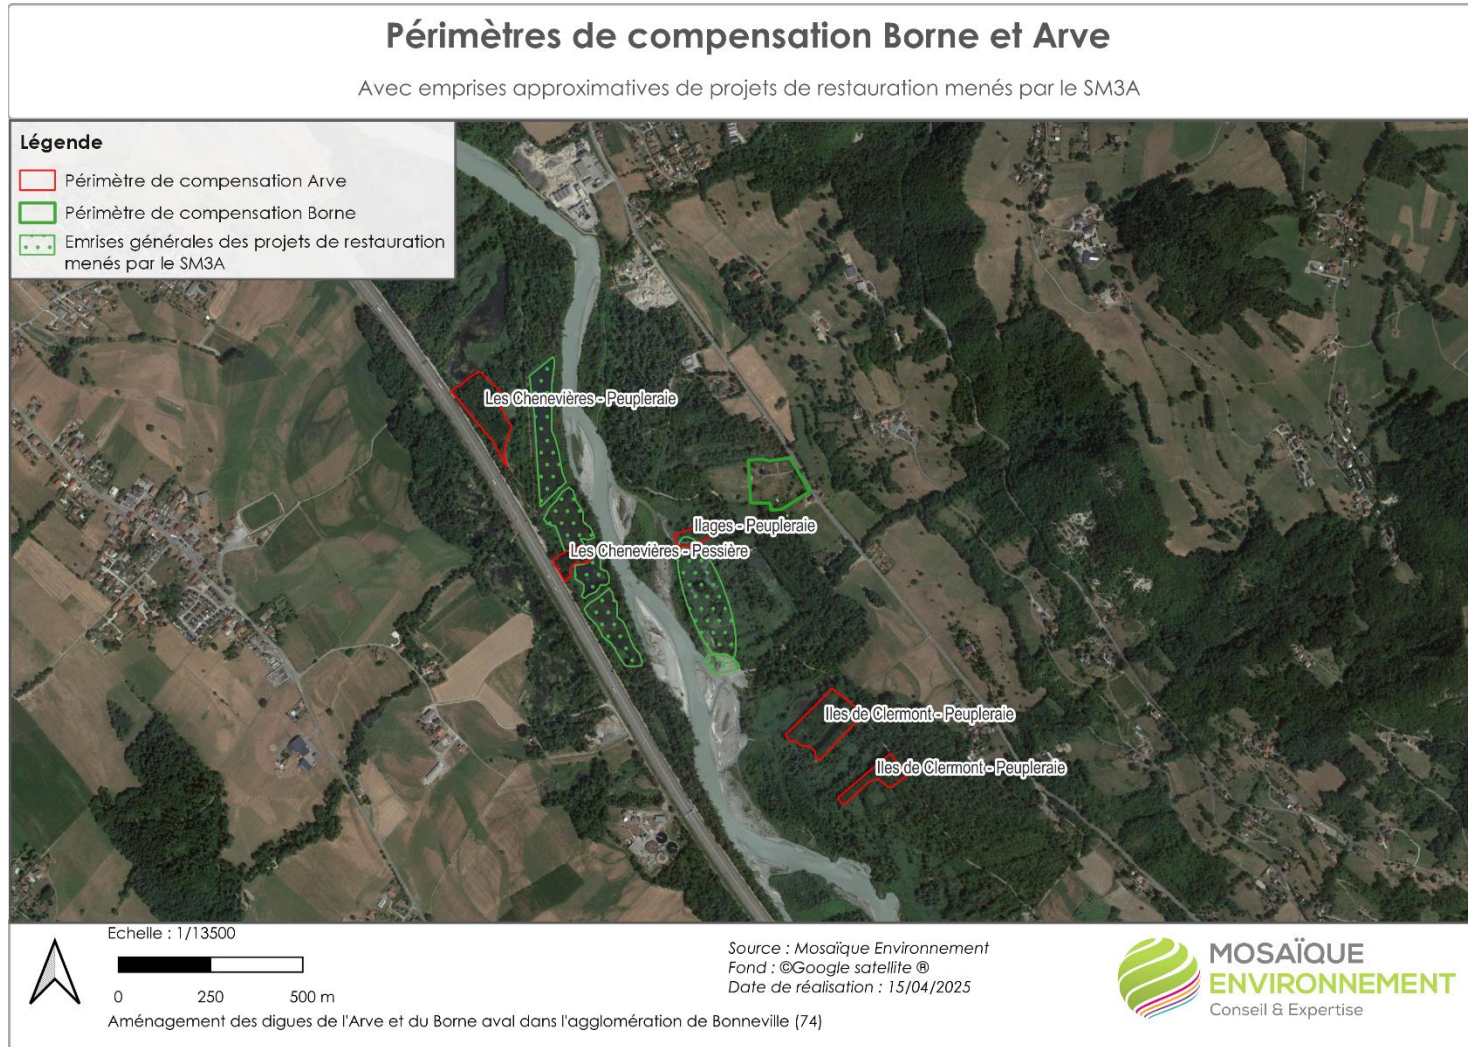 Périmètres de compensation Borne et Arve
Avec emprises approximatives de projets de restauration menés par le SM3A
Légende
Périmètre de compensation Arve
Périmètre de compensation Borne
Emrises générales des projets de restauration
menés par le SM3A
Les Chenevières - Peupleraie
Ilages - Peupleraie
Les Chenevières - Pessière
Iles de Clermont - Peupleraie
Iles de Clermont - Peupleraie
Echelle : 1/13500
0 250 500 m
Source : Mosaïque Environnement
Fond : ©Google satellite ®
Date de réalisation : 15/04/2025
Aménagement des digues de l'Arve et du Borne aval dans l'agglomération de Bonneville (74)
MOSAÏQUE
ENVIRONNEMENT
Conseil & Expertise